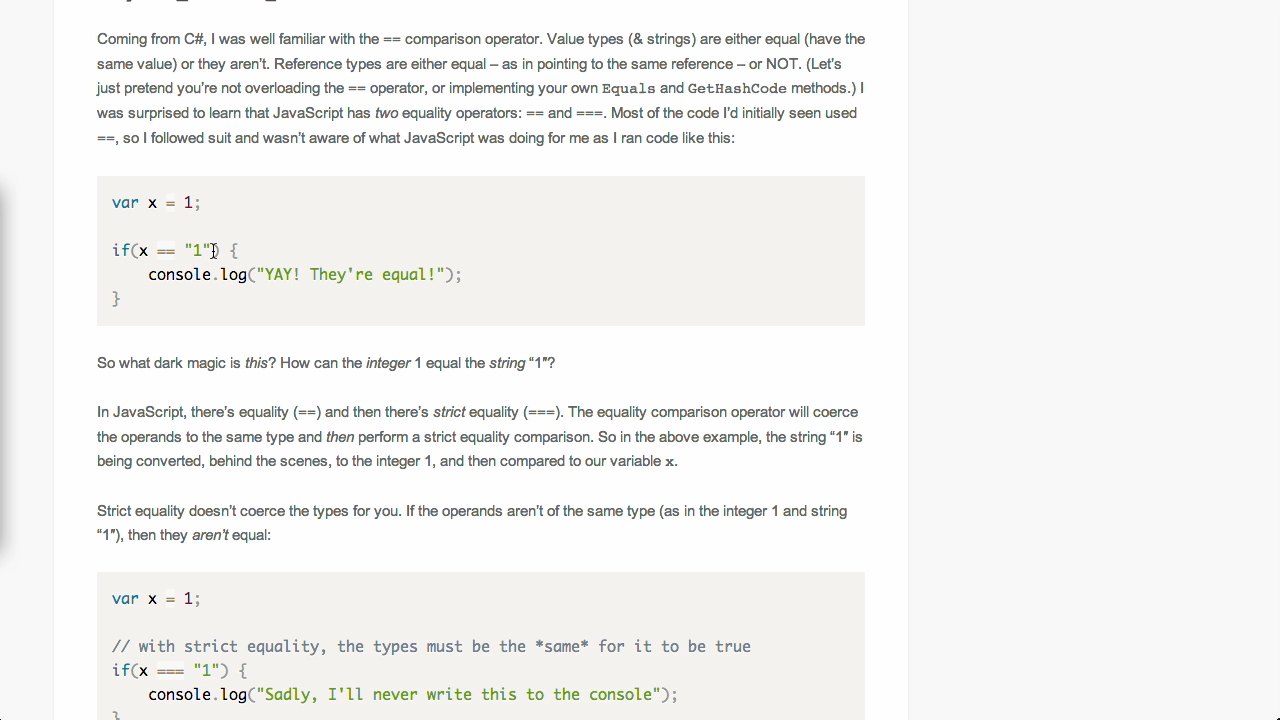 Coming from C#, I was well familiar with the == comparison operator. Value types (& strings) are either equal (have the
same value) or they aren't. Reference types are either equal – as in pointing to the same reference – or NOT. (Let's
just pretend you're not overloading the == operator, or implementing your own Equals and GetHashCode methods.) I
was surprised to learn that JavaScript has two equality operators: == and ===. Most of the code I'd initially seen used
==, so I followed suit and wasn't aware of what JavaScript was doing for me as I ran code like this:
var x = 1;
if(x == "1") {
    console.log("YAY! They're equal!");
}
So what dark magic is this? How can the integer 1 equal the string “1″?
In JavaScript, there's equality (==) and then there's strict equality (===). The equality comparison operator will coerce
the operands to the same type and then perform a strict equality comparison. So in the above example, the string “1” is
being converted, behind the scenes, to the integer 1, and then compared to our variable x.
Strict equality doesn't coerce the types for you. If the operands aren't of the same type (as in the integer 1 and string
“1″), then they aren't equal:
var x = 1;
// with strict equality, the types must be the *same* for it to be true
if(x === "1") {
    console.log("Sadly, I'll never write this to the console");
}